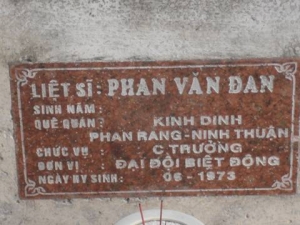 LIỆT SĨ: PHAN VĂN ĐAN
SINH NĂM:
QUÊ QUÁN: KINH DINH
PHAN RANG-NINH THUẬN
CHỨC VỤ: C.TRƯỞNG
ĐƠN VỊ: ĐẠI ĐỘI BIỆT ĐỘNG
NGÀY HY SINH: 06-1973